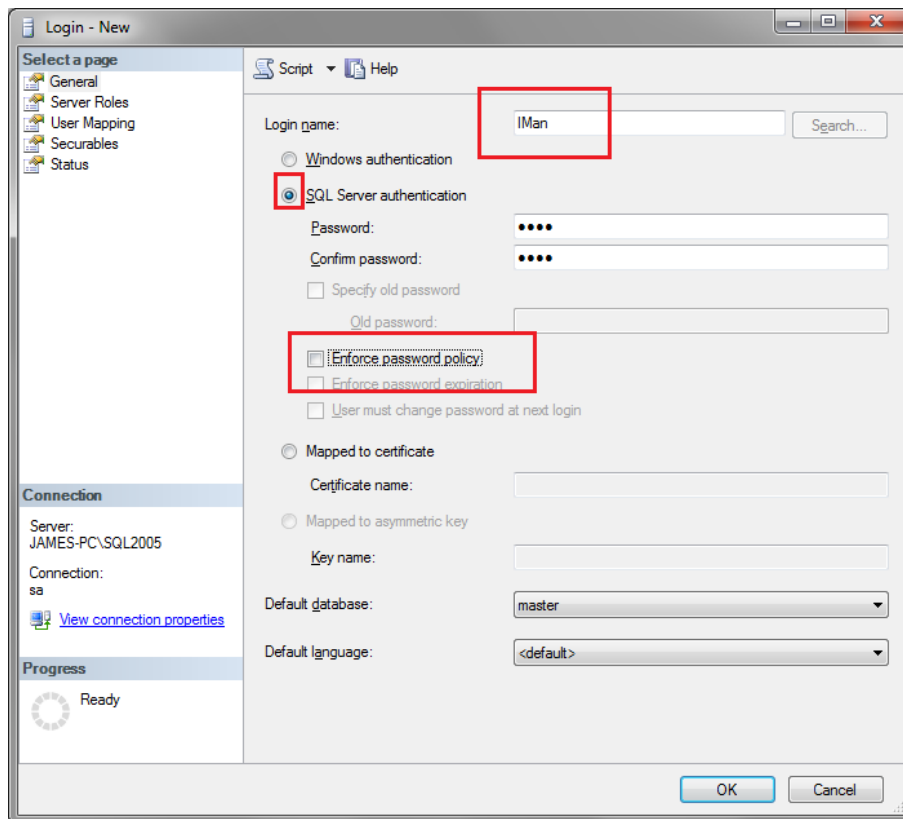 Login - New
Select a page
General
Server Roles
User Mapping
Securables
Status
Script Help
Login name: IMan Search...
Windows authentication
SQL Server authentication
Password: ●●●●
Confirm password: ●●●●
Specify old password
Old password:
Enforce password policy
Enforce password expiration
User must change password at next login
Mapped to certificate
Certificate name:
Mapped to asymmetric key
Key name:
Default database: master
Default language: <default>
Connection
Server:
JAMES-PC\SQL2005
Connection:
sa
View connection properties
Progress
Ready
OK Cancel